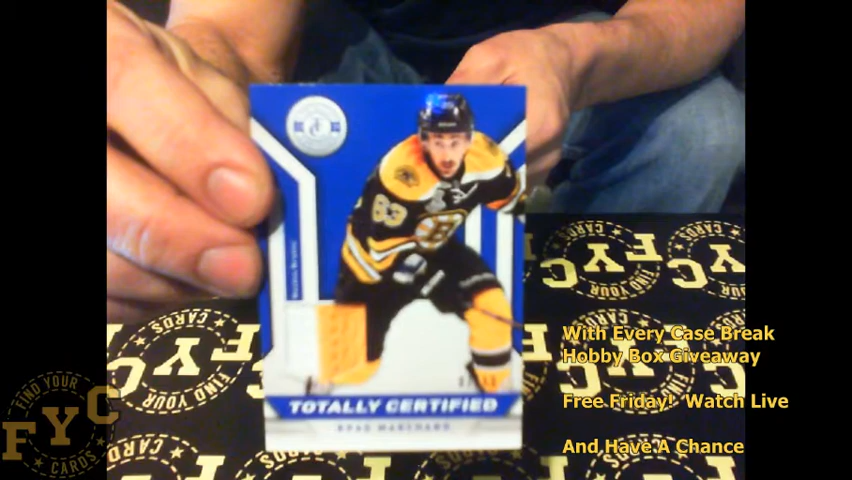 63
TOTALLY CERTIFIED
BRAD MARCHAND
With Every Case Break
Hobby Box Giveaway
Free Friday! Watch Live
And Have A Chance
FIND YOUR
FYC
CARDS